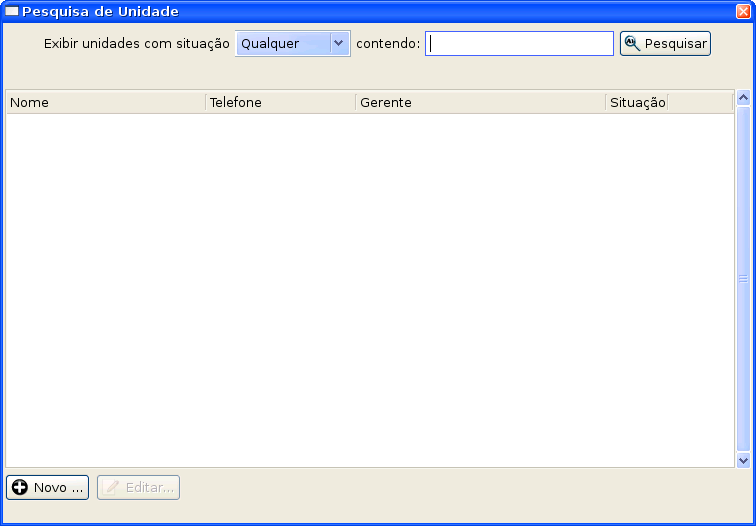 Pesquisa de Unidade
Exibir unidades com situação Qualquer contendo: Pesquisar
Nome Telefone Gerente Situação
Novo ... Editar...